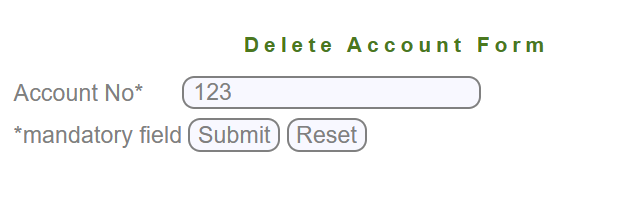 Delete Account Form
Account No* 123
*mandatory field Submit Reset